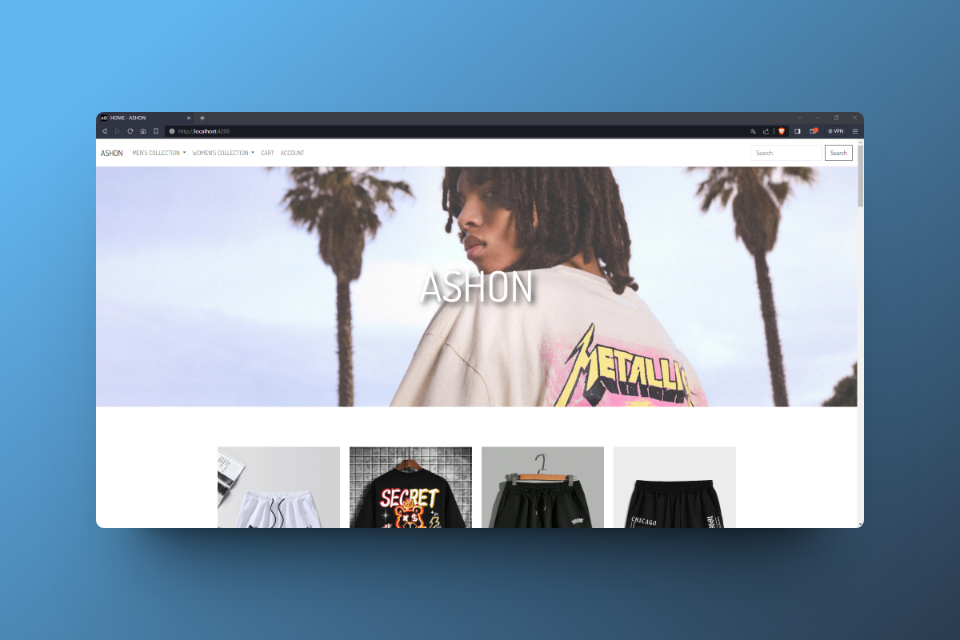 HOME - ASHON
http://localhost:4200
VPN
ASHON MEN'S COLLECTION WOMEN'S COLLECTION CART ACCOUNT Search Search
ASHON
METALLI
SECRET
CHICAGO